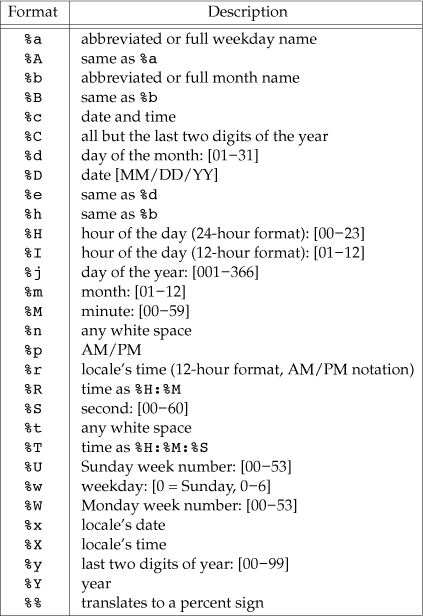 Format Description
%a abbreviated or full weekday name
%A same as %a
%b abbreviated or full month name
%B same as %b
%c date and time
%C all but the last two digits of the year
%d day of the month: [01–31]
%D date [MM/DD/YY]
%e same as %d
%h same as %b
%H hour of the day (24-hour format): [00–23]
%I hour of the day (12-hour format): [01–12]
%j day of the year: [001–366]
%m month: [01–12]
%M minute: [00–59]
%n any white space
%p AM/PM
%r locale’s time (12-hour format, AM/PM notation)
%R time as %H:%M
%S second: [00–60]
%t any white space
%T time as %H:%M:%S
%U Sunday week number: [00–53]
%w weekday: [0 = Sunday, 0–6]
%W Monday week number: [00–53]
%x locale’s date
%X locale’s time
%y last two digits of year: [00–99]
%Y year
%% translates to a percent sign